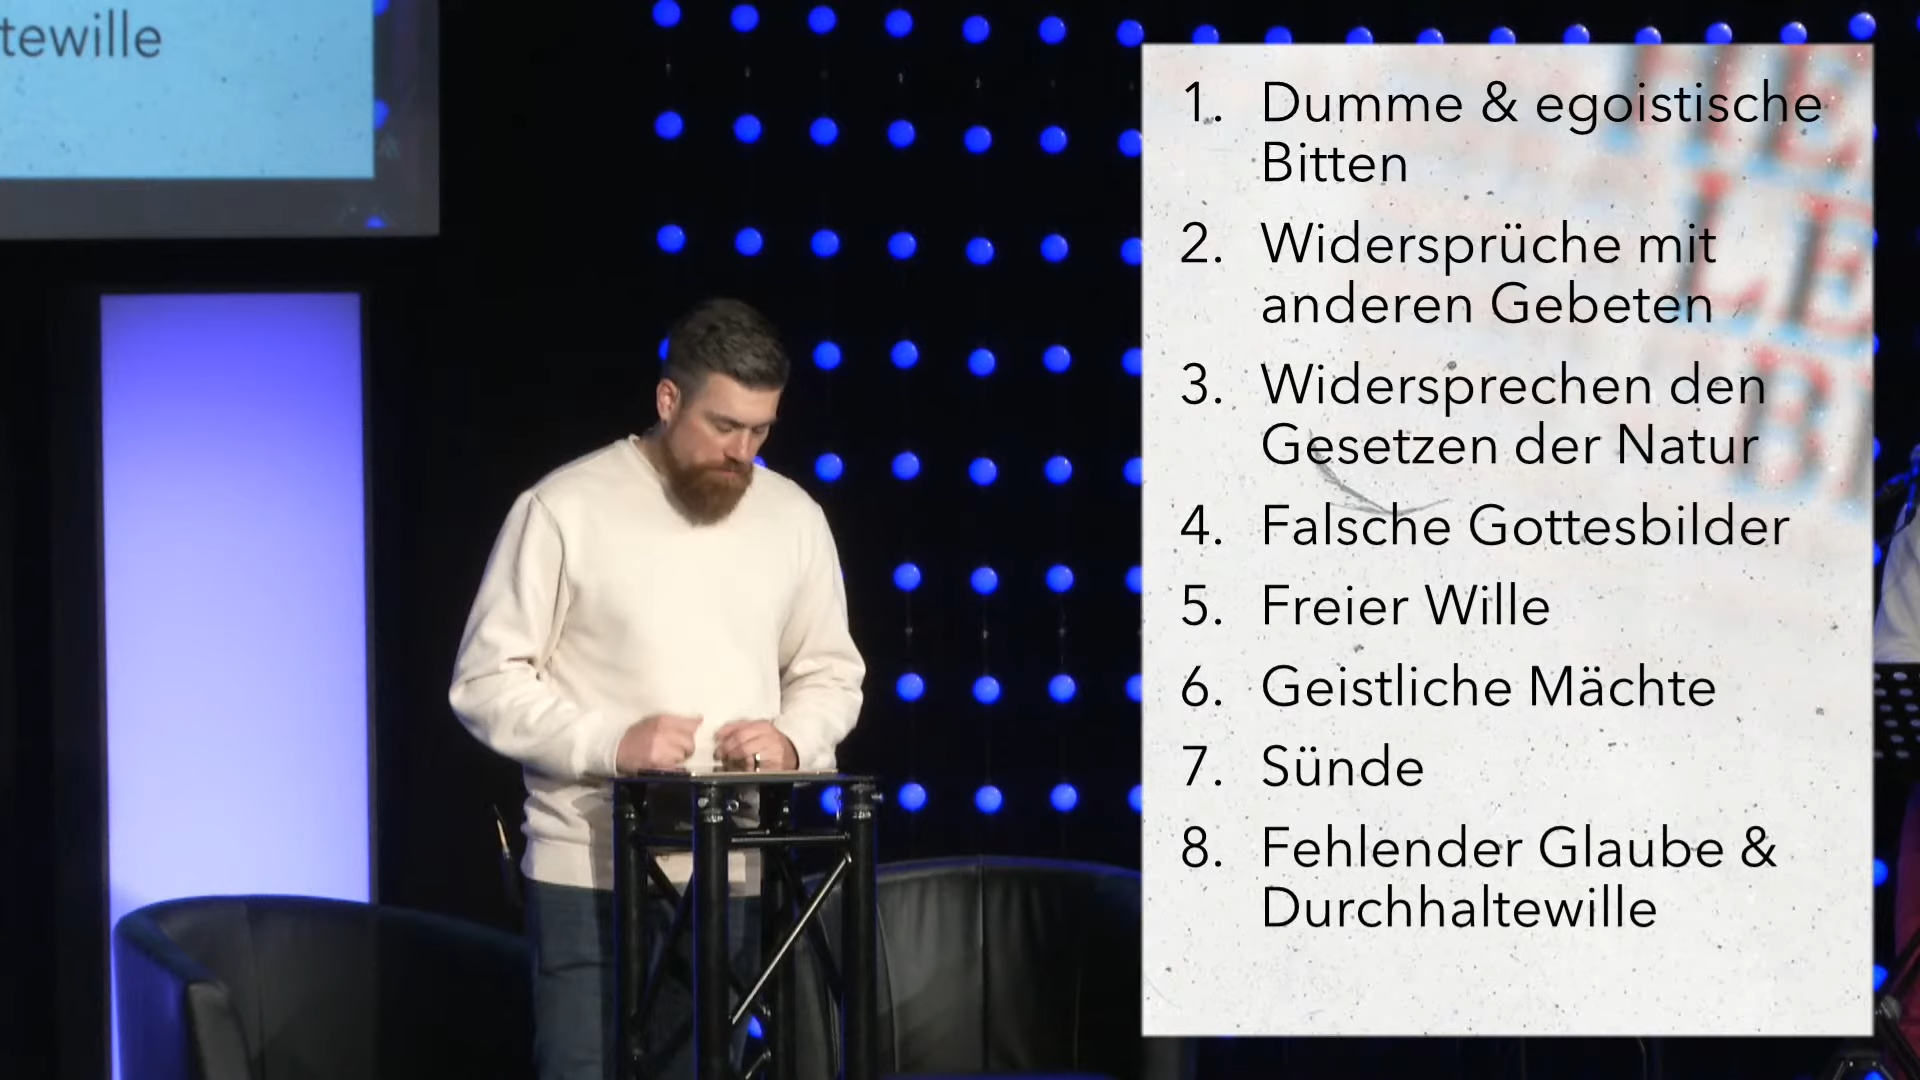 tewille
1. Dumme & egoistische
Bitten
2. Widersprüche mit
anderen Gebeten
3. Widersprechen den
Gesetzen der Natur
4. Falsche Gottesbilder
5. Freier Wille
6. Geistliche Mächte
7. Sünde
8. Fehlender Glaube &
Durchhaltewille